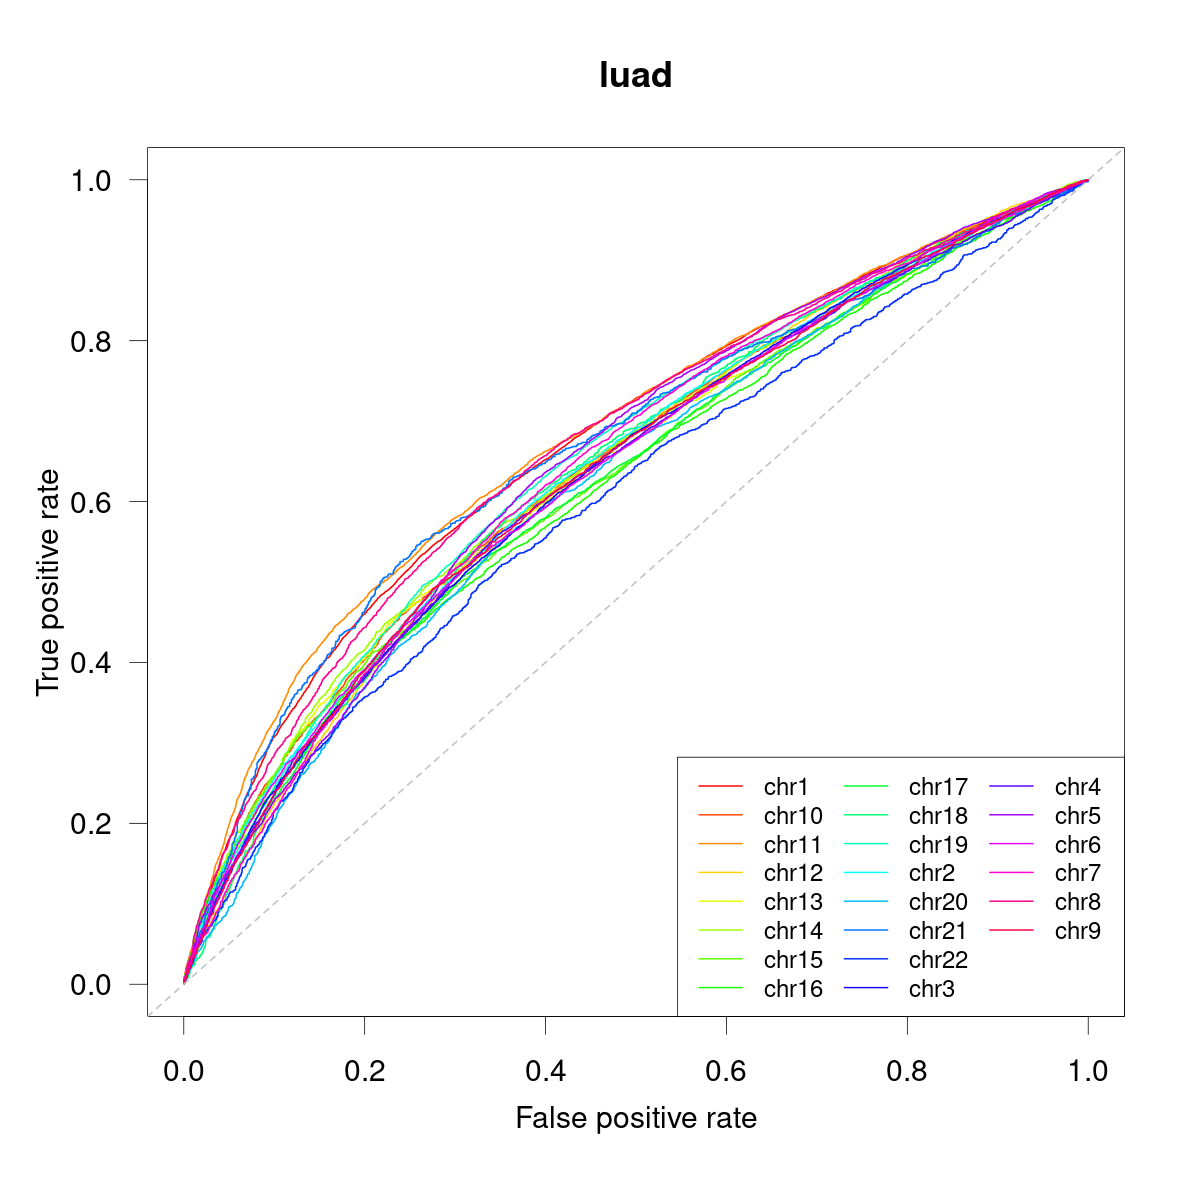 luad
True positive rate
1.0
0.8
0.6
0.4
0.2
0.0
chr1 chr17 chr4
chr10 chr18 chr5
chr11 chr19 chr6
chr12 chr2 chr7
chr13 chr20 chr8
chr14 chr21 chr9
chr15 chr22
chr16 chr3
0.0 0.2 0.4 0.6 0.8 1.0
False positive rate